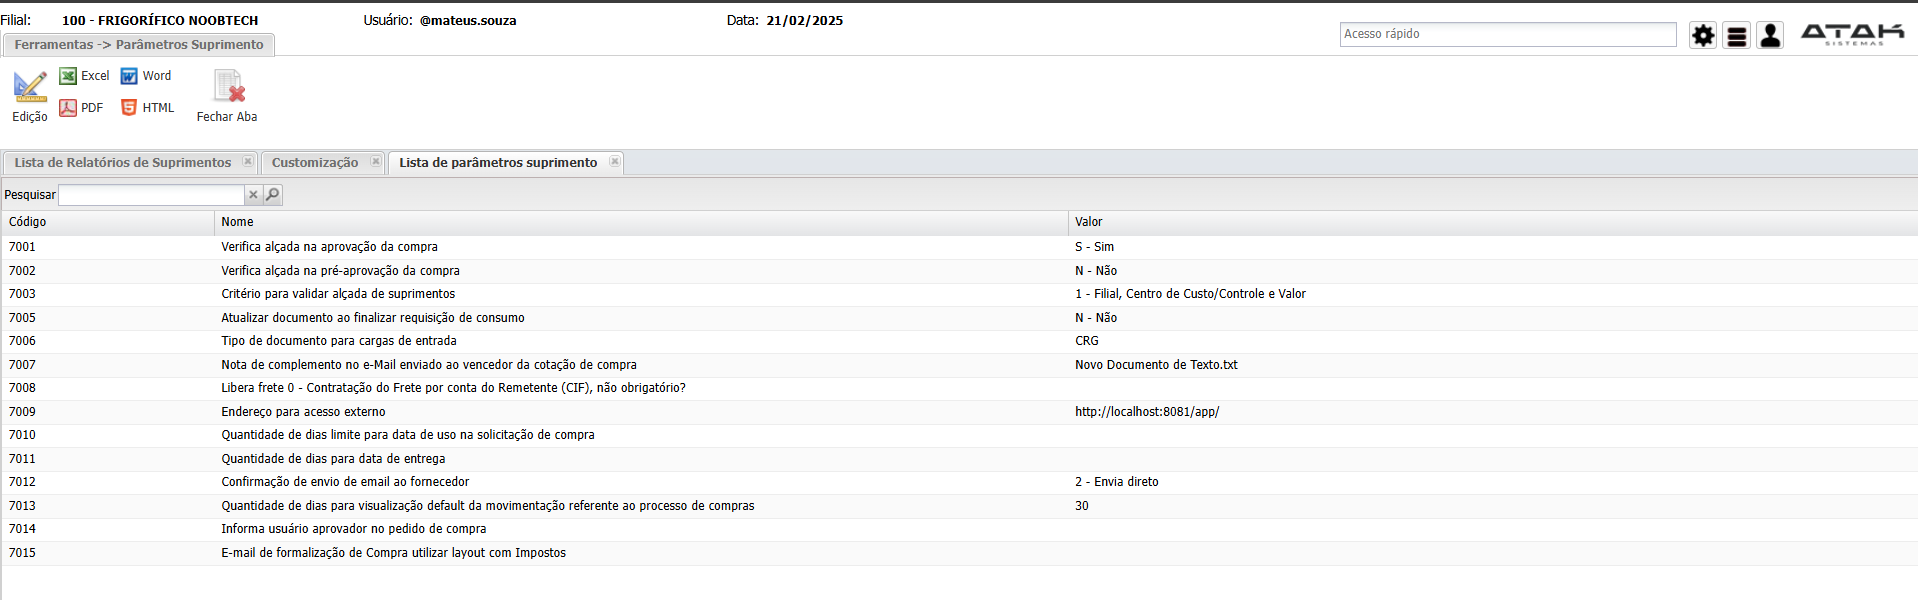 Filial: 100 - FRIGORÍFICO NOOBTECH Usuário: @mateus.souza Data: 21/02/2025
Acesso rápido
ATAK
SISTEMAS
Ferramentas -> Parâmetros Suprimento
Edição
Excel Word
PDF HTML
Fechar Aba
Lista de Relatórios de Suprimentos Customização Lista de parâmetros suprimento
Pesquisar
Código Nome Valor
7001 Verifica alçada na aprovação da compra S - Sim
7002 Verifica alçada na pré-aprovação da compra N - Não
7003 Critério para validar alçada de suprimentos 1 - Filial, Centro de Custo/Controle e Valor
7005 Atualizar documento ao finalizar requisição de consumo N - Não
7006 Tipo de documento para cargas de entrada CRG
7007 Nota de complemento no e-Mail enviado ao vencedor da cotação de compra Novo Documento de Texto.txt
7008 Libera frete 0 - Contratação do Frete por conta do Remetente (CIF), não obrigatório?
7009 Endereço para acesso externo http://localhost:8081/app/
7010 Quantidade de dias limite para data de uso na solicitação de compra
7011 Quantidade de dias para data de entrega
7012 Confirmação de envio de email ao fornecedor 2 - Envia direto
7013 Quantidade de dias para visualização default da movimentação referente ao processo de compras 30
7014 Informa usuário aprovador no pedido de compra
7015 E-mail de formalização de Compra utilizar layout com Impostos